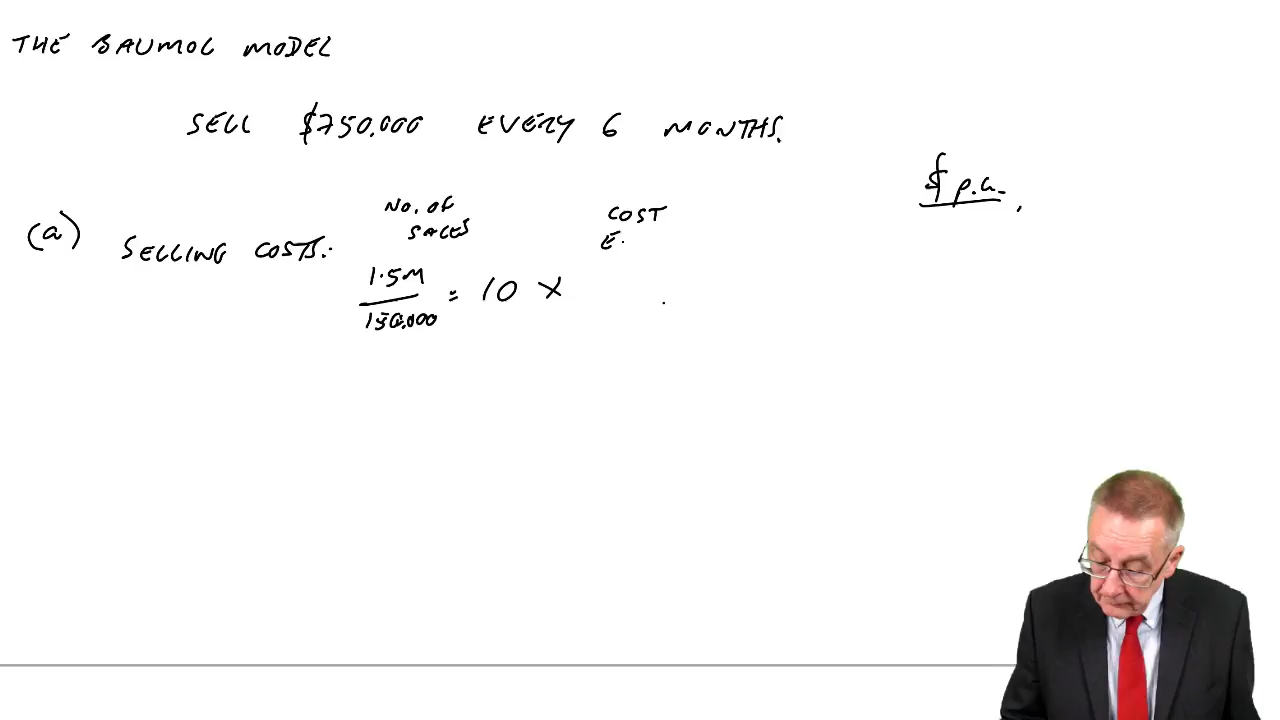 THE BAUMOL MODEL
SELL $750,000 EVERY 6 MONTHS.
$ p.a.
(a) SELLING COSTS:
NO. OF
SALES
COST
E.
1.5M
150,000
= 10 X